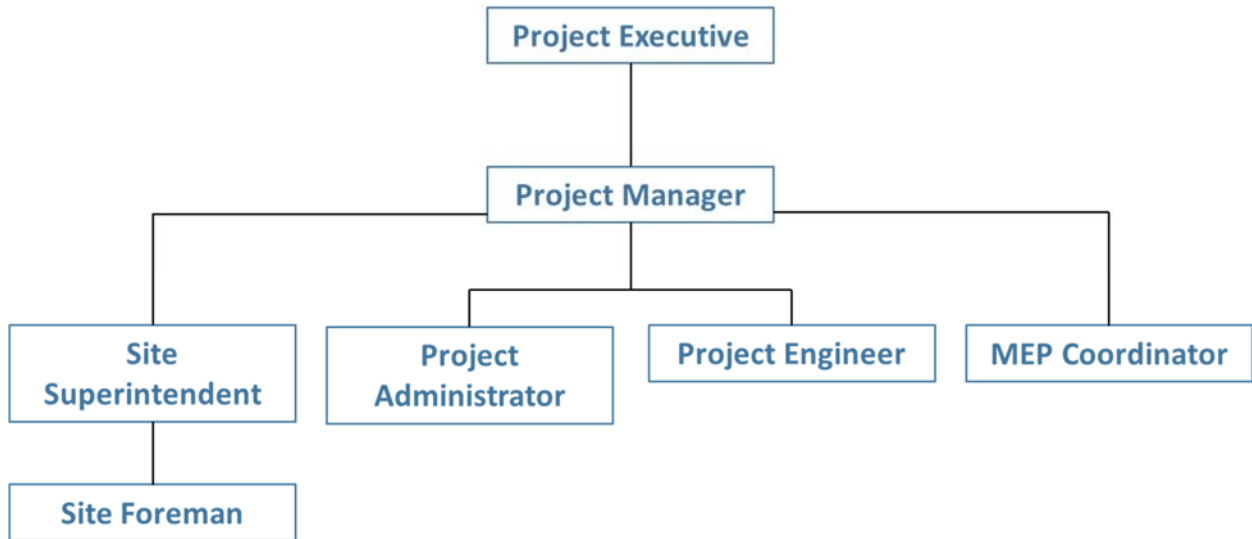 Project Executive
Project Manager
Site
Superintendent
Project
Administrator
Project Engineer
MEP Coordinator
Site Foreman